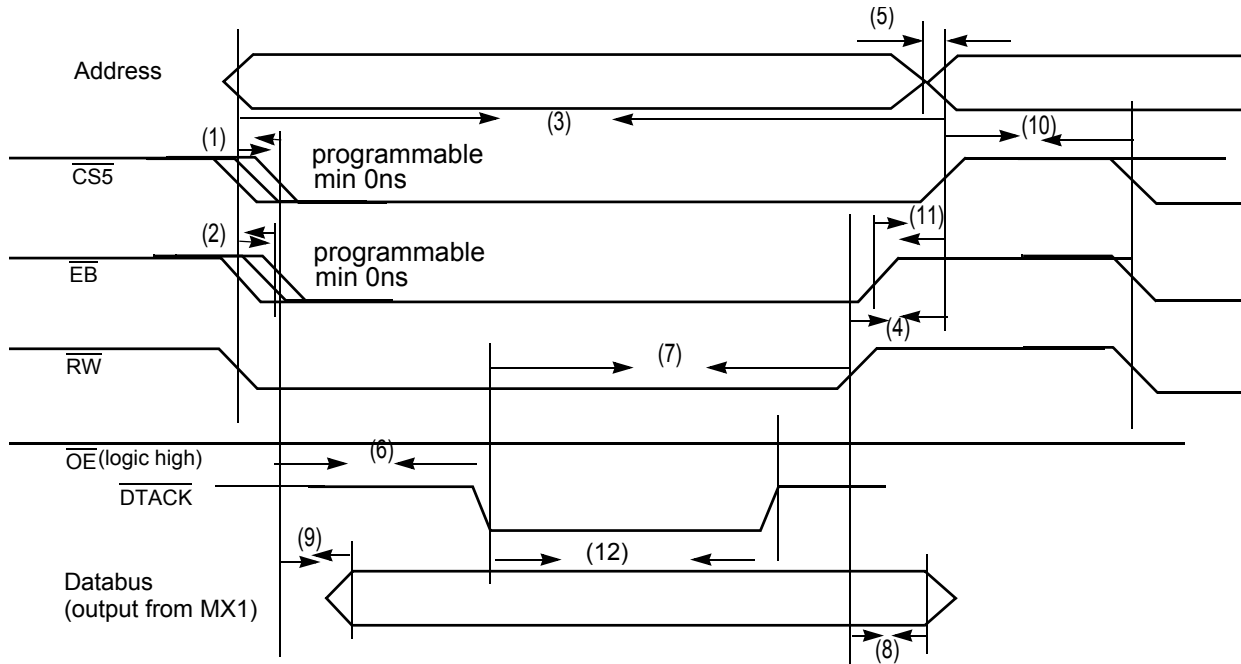 (5)
Address
(3)
(10)
(1)
programmable
min 0ns
CS5
(11)
(2)
programmable
min 0ns
EB
(4)
(7)
RW
OE (logic high)
(6)
DTACK
(9)
(12)
Databus
(output from MX1)
(8)